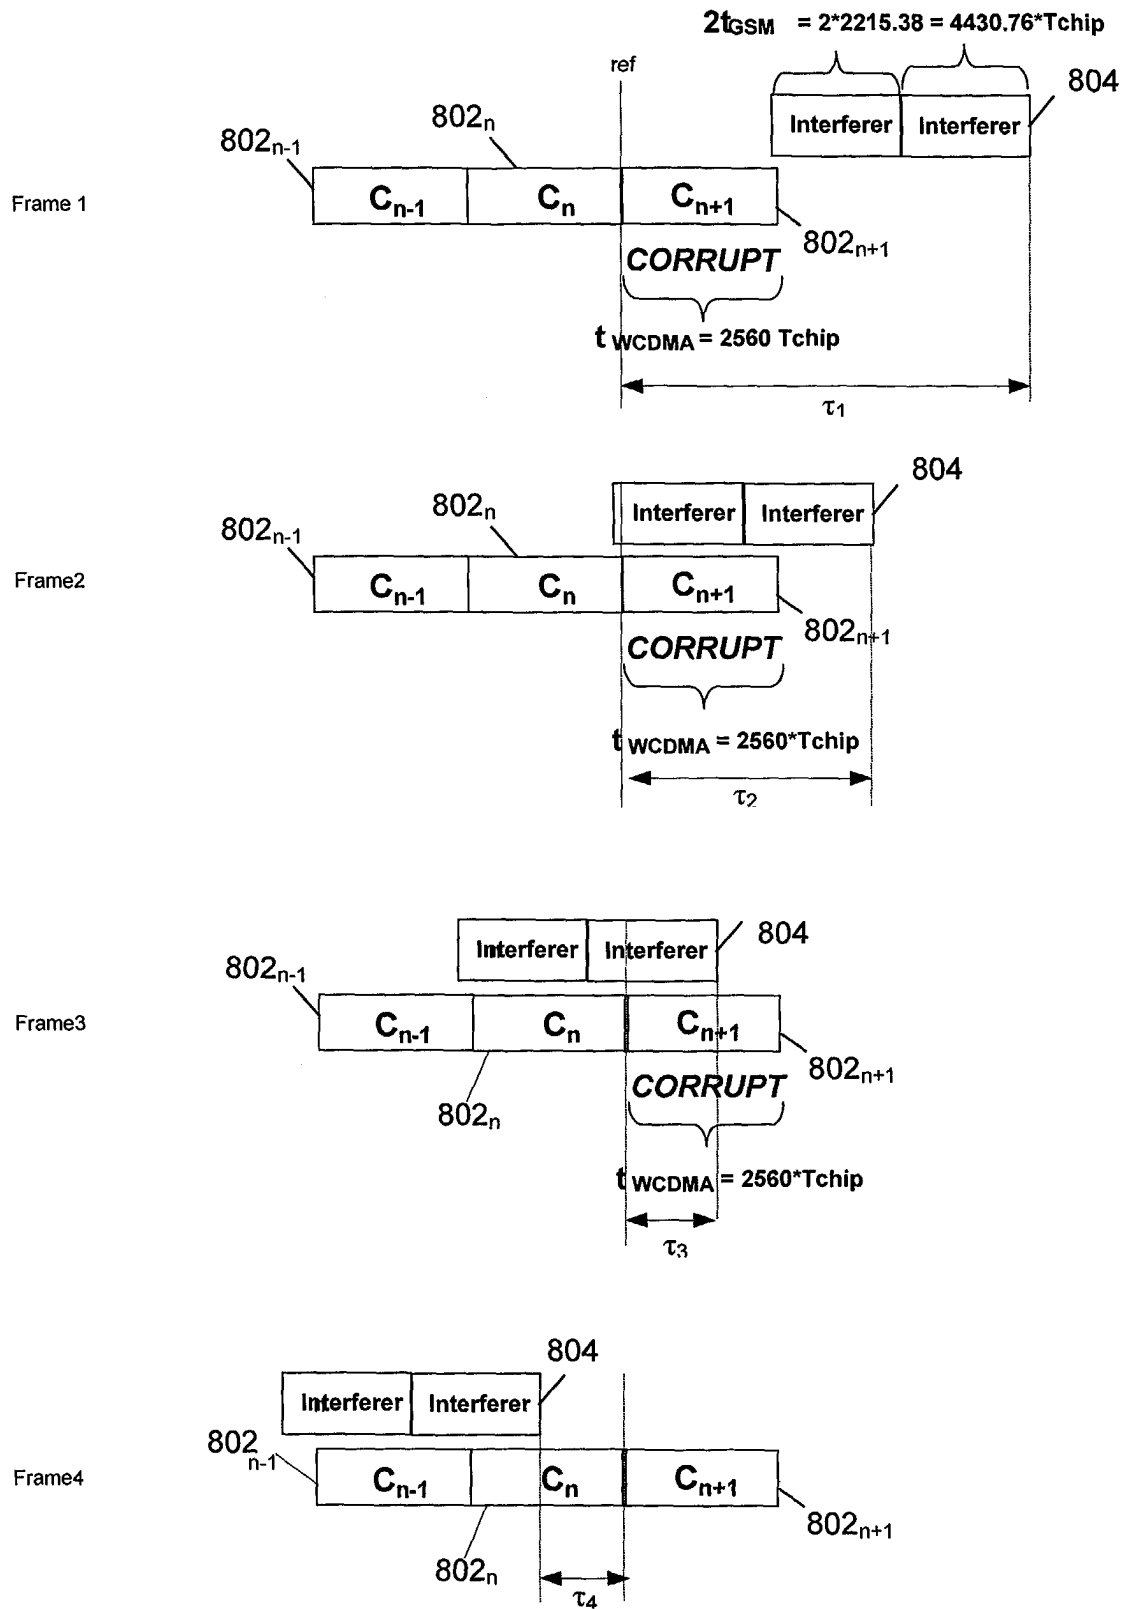 2tGSM = 2*2215.38 = 4430.76*Tchip
ref
804
Interferer Interferer
802n-1
802n
Frame 1
Cn-1 Cn Cn+1
802n+1
CORRUPT
t WCDMA = 2560 Tchip
τ1
804
802n-1
802n
Interferer Interferer
Frame2
Cn-1 Cn Cn+1
802n+1
CORRUPT
t WCDMA = 2560*Tchip
τ2
804
Interferer Interferer
802n-1
Frame3
Cn-1 Cn Cn+1
802n+1
802n
CORRUPT
t WCDMA = 2560*Tchip
τ3
804
Interferer Interferer
802n-1
Frame4
Cn-1 Cn Cn+1
802n+1
802n
τ4